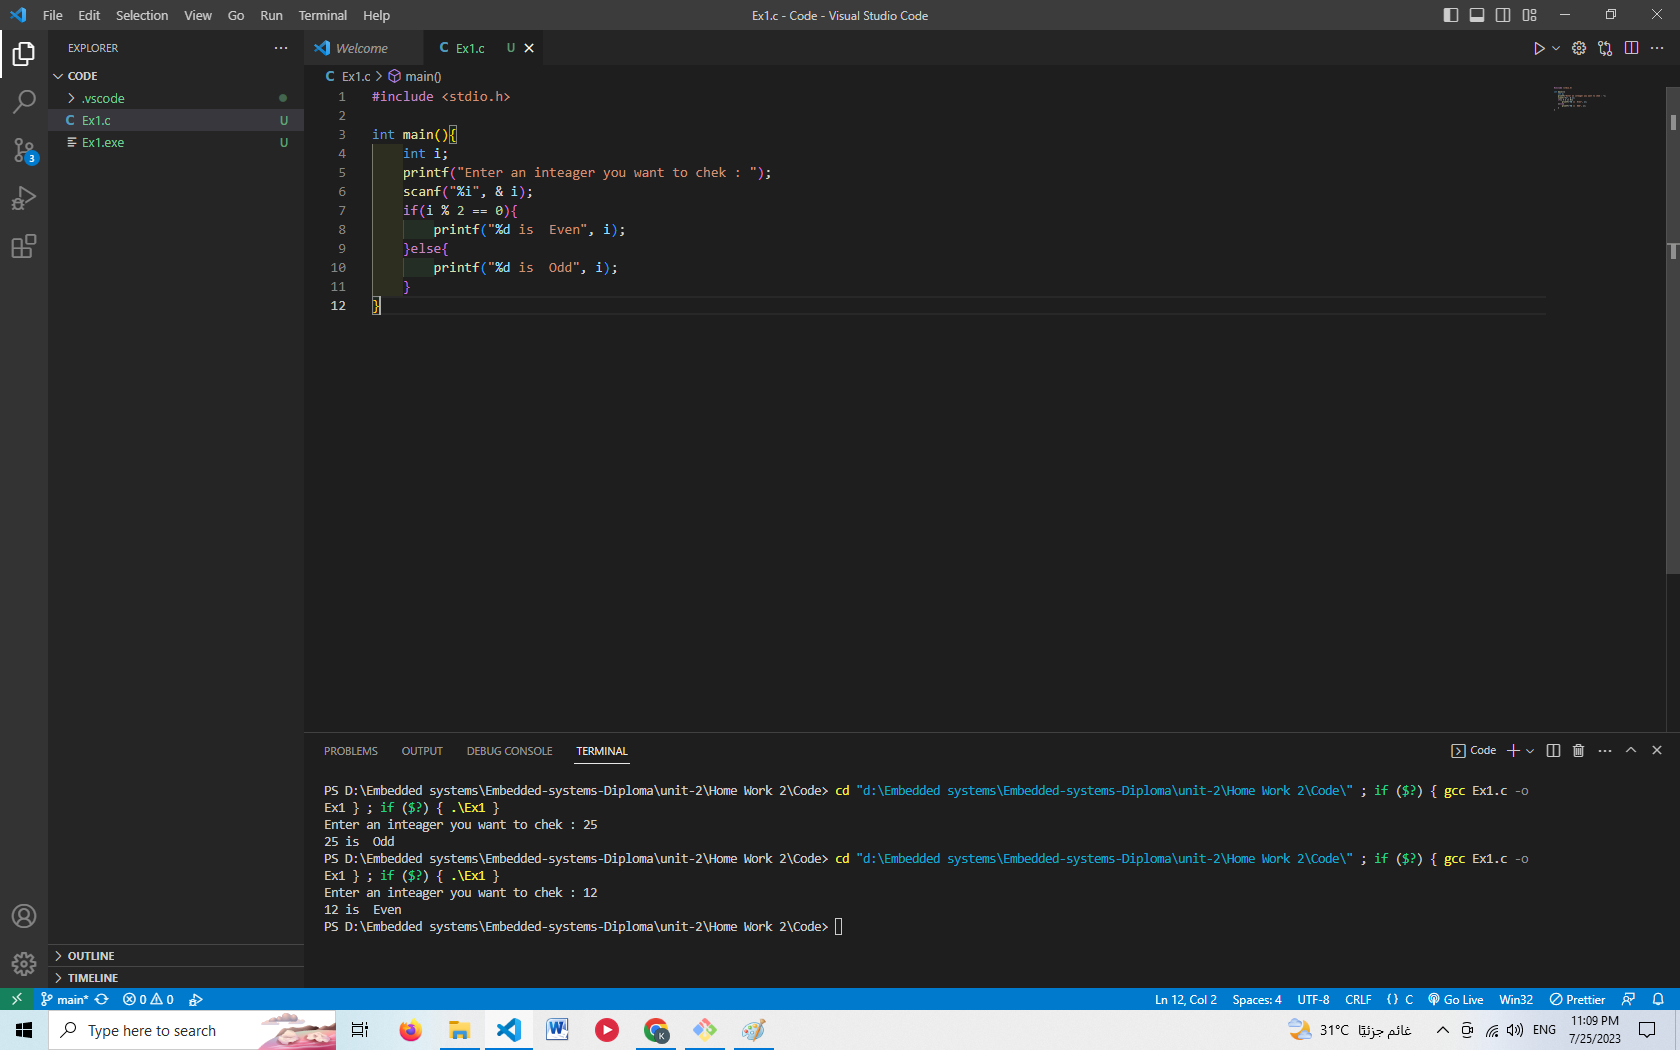 File Edit Selection View Go Run Terminal Help
Ex1.c - Code - Visual Studio Code
EXPLORER
CODE
.vscode
C Ex1.c U
Ex1.exe U
3
OUTLINE
TIMELINE
Welcome
C Ex1.c U
C Ex1.c > main()
1 #include <stdio.h>
2
3 int main(){
4 int i;
5 printf("Enter an inteager you want to chek : ");
6 scanf("%i", & i);
7 if(i % 2 == 0){
8 printf("%d is  Even", i);
9 }else{
10 printf("%d is  Odd", i);
11 }
12 }
PROBLEMS OUTPUT DEBUG CONSOLE TERMINAL
Code
PS D:\Embedded systems\Embedded-systems-Diploma\unit-2\Home Work 2\Code> cd "d:\Embedded systems\Embedded-systems-Diploma\unit-2\Home Work 2\Code\" ; if ($?) { gcc Ex1.c -o
Ex1 } ; if ($?) { .\Ex1 }
Enter an inteager you want to chek : 25
25 is  Odd
PS D:\Embedded systems\Embedded-systems-Diploma\unit-2\Home Work 2\Code> cd "d:\Embedded systems\Embedded-systems-Diploma\unit-2\Home Work 2\Code\" ; if ($?) { gcc Ex1.c -o
Ex1 } ; if ($?) { .\Ex1 }
Enter an inteager you want to chek : 12
12 is  Even
PS D:\Embedded systems\Embedded-systems-Diploma\unit-2\Home Work 2\Code>
main* 0 0
Ln 12, Col 2 Spaces: 4 UTF-8 CRLF {} C Go Live Win32 Prettier
Type here to search
W
K
31°C غائم جزئيًا
ENG
11:09 PM
7/25/2023